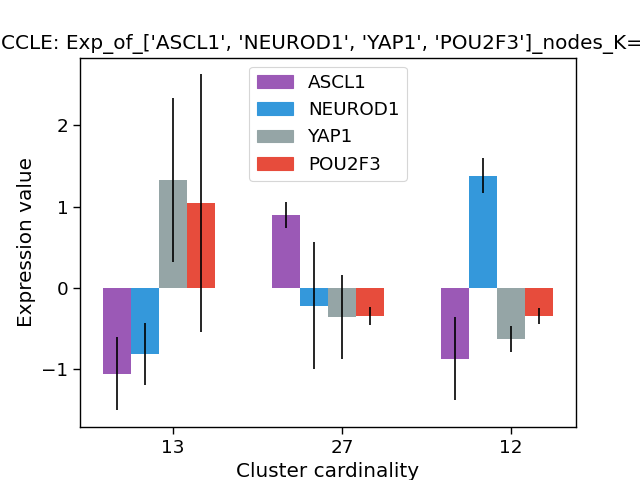 CCLE: Exp_of_['ASCL1', 'NEUROD1', 'YAP1', 'POU2F3']_nodes_K=
ASCL1
NEUROD1
YAP1
POU2F3
Expression value
2
1
0
−1
13
27
12
Cluster cardinality